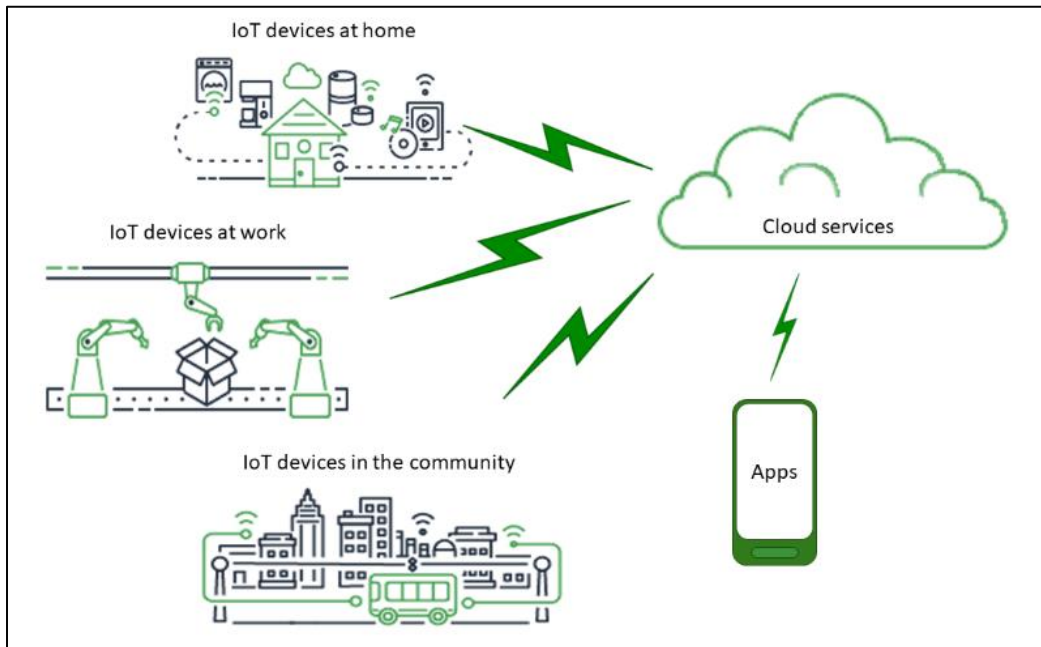 IoT devices at home
Cloud services
IoT devices at work
IoT devices in the community
Apps